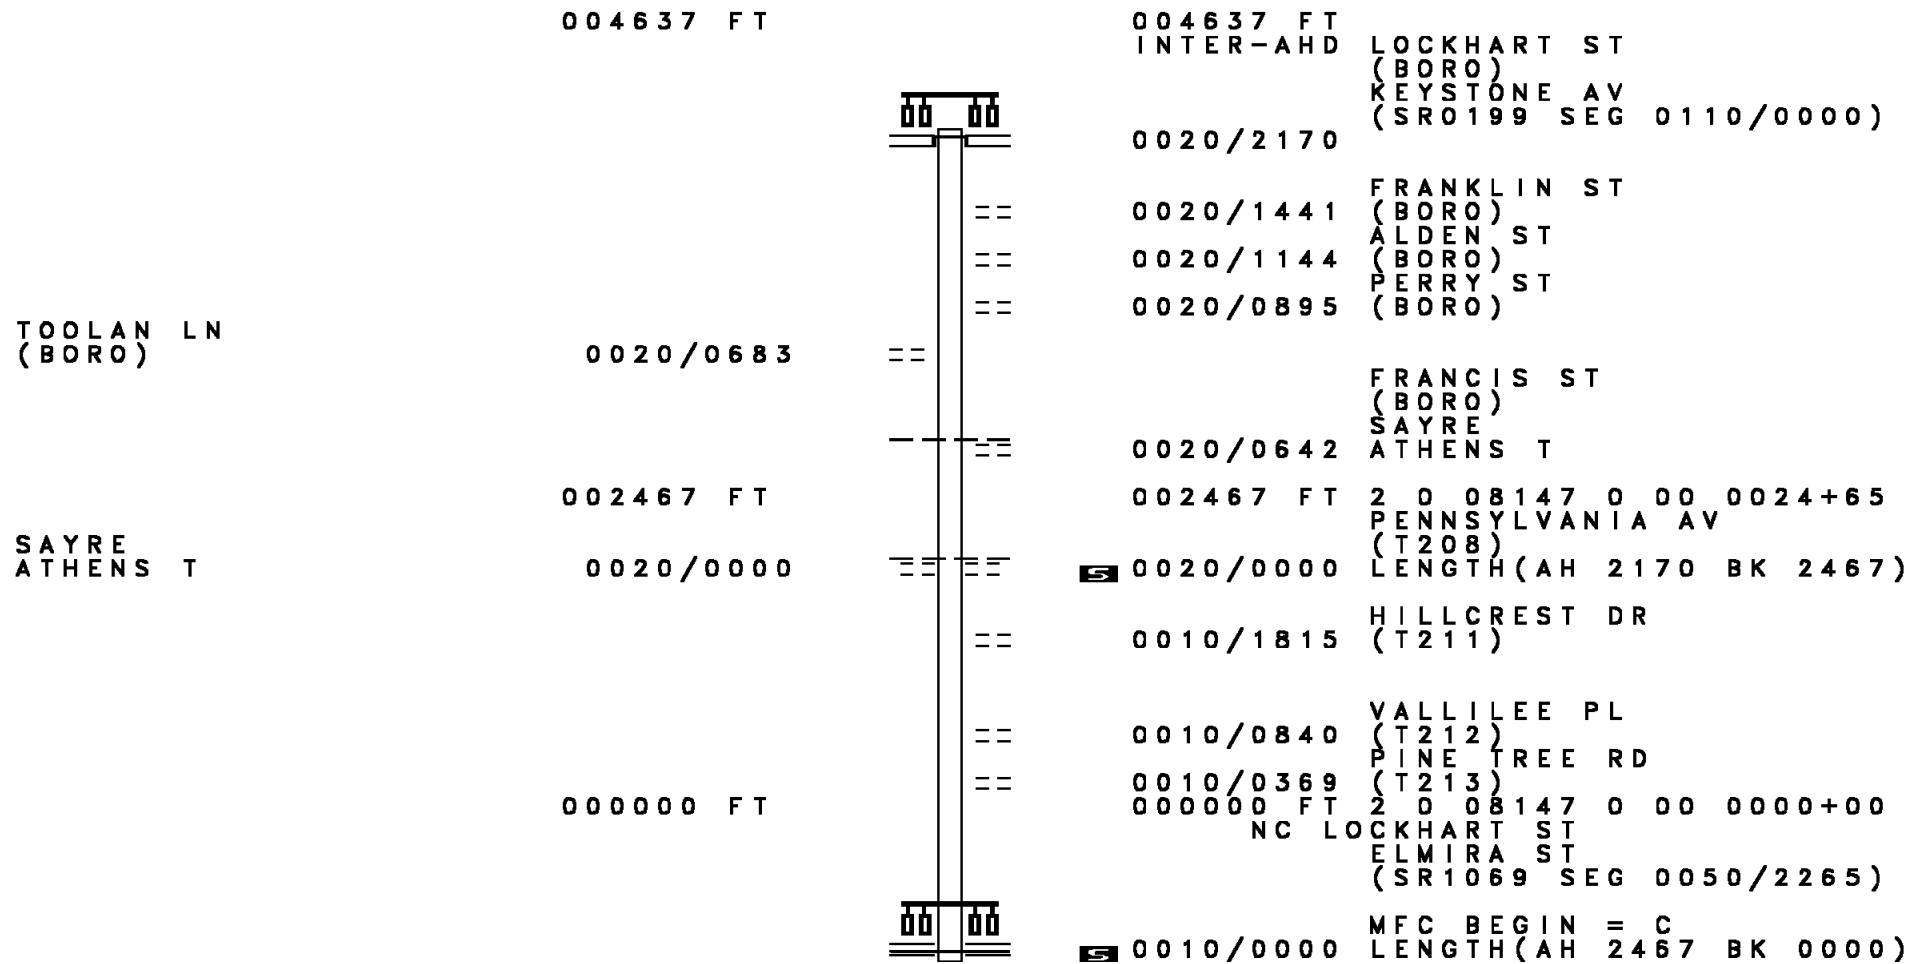 004637 FT 004637 FT
INTER-AHD LOCKHART ST
(BORO)
KEYSTONE AV
(SR0199 SEG 0110/0000)
0020/2170
FRANKLIN ST
0020/1441 (BORO)
ALDEN ST
0020/1144 (BORO)
PERRY ST
0020/0895 (BORO)
TOOLAN LN
(BORO) 0020/0683
FRANCIS ST
(BORO)
SAYRE
0020/0642 ATHENS T
002467 FT 002467 FT 2 0 08147 0 00 0024+65
PENNSYLVANIA AV
SAYRE (T208)
ATHENS T 0020/0000 S 0020/0000 LENGTH(AH 2170 BK 2467)
HILLCREST DR
0010/1815 (T211)
VALLILEE PL
0010/0840 (T212)
PINE TREE RD
0010/0369 (T213)
000000 FT 000000 FT 2 0 08147 0 00 0000+00
NC LOCKHART ST
ELMIRA ST
(SR1069 SEG 0050/2265)
MFC BEGIN = C
S 0010/0000 LENGTH(AH 2467 BK 0000)